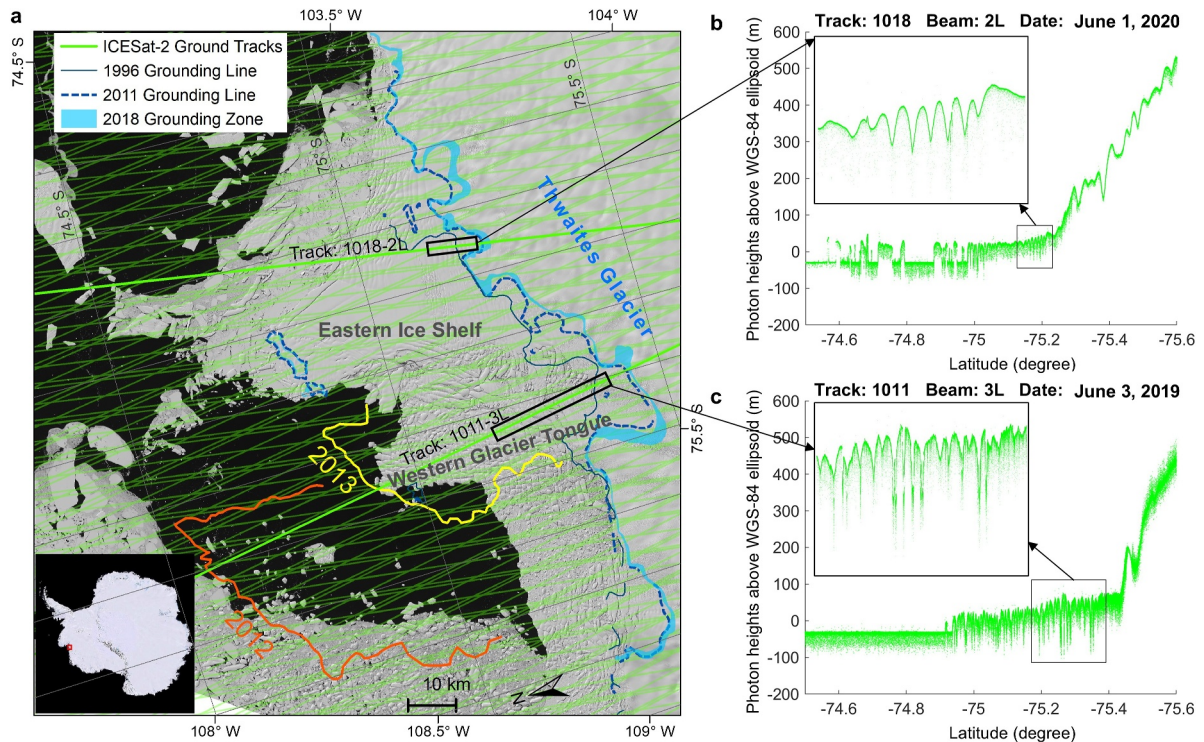 a
103.5° W
104° W
74.5° S
ICESat-2 Ground Tracks
1996 Grounding Line
2011 Grounding Line
2018 Grounding Zone
75° S
75.5° S
74.5° S
Thwaites Glacier
Track: 1018-2L
Eastern Ice Shelf
Track: 1011-3L
Western Glacier Tongue
75.5° S
2013
2012
10 km
N
108° W
108.5° W
109° W
b
Track: 1018 Beam: 2L Date: June 1, 2020
Photon heights above WGS-84 ellipsoid (m)
600
500
400
300
200
100
0
-100
-200
-74.6
-74.8
-75
-75.2
-75.4
-75.6
Latitude (degree)
c
Track: 1011 Beam: 3L Date: June 3, 2019
Photon heights above WGS-84 ellipsoid (m)
600
500
400
300
200
100
0
-100
-200
-74.6
-74.8
-75
-75.2
-75.4
-75.6
Latitude (degree)